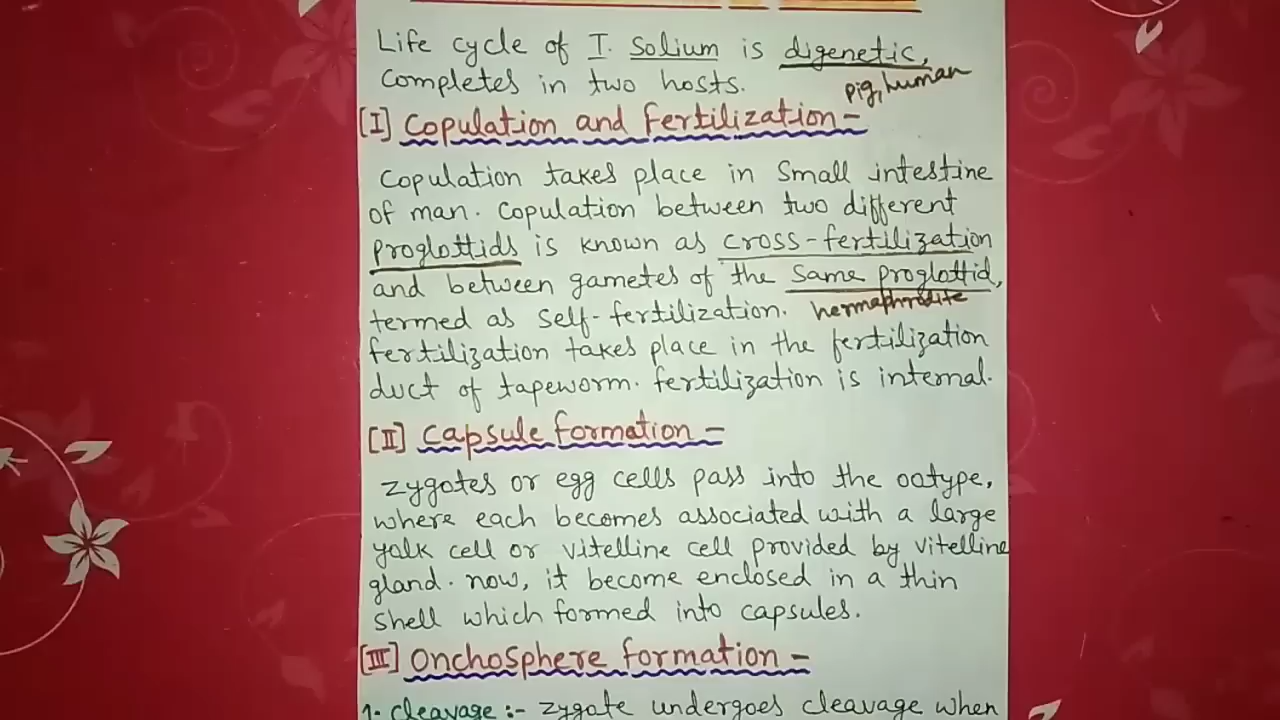 Life cycle of T. Solium is digenetic,
completes in two hosts.
pig, human
[I] Copulation and Fertilization -
Copulation takes place in Small intestine
of man. Copulation between two different
proglottids is known as cross-fertilization
and between gametes of the Same proglottid,
termed as Self-fertilization. hermaphrodite
fertilization takes place in the fertilization
duct of tapeworm. fertilization is internal.
[II] Capsule formation -
Zygotes or egg cells pass into the ootype,
where each becomes associated with a large
yolk cell or vitelline cell provided by vitelline
gland. now, it become enclosed in a thin
Shell which formed into capsules.
[III] Onchosphere formation -
1. cleavage :- zygote undergoes cleavage when